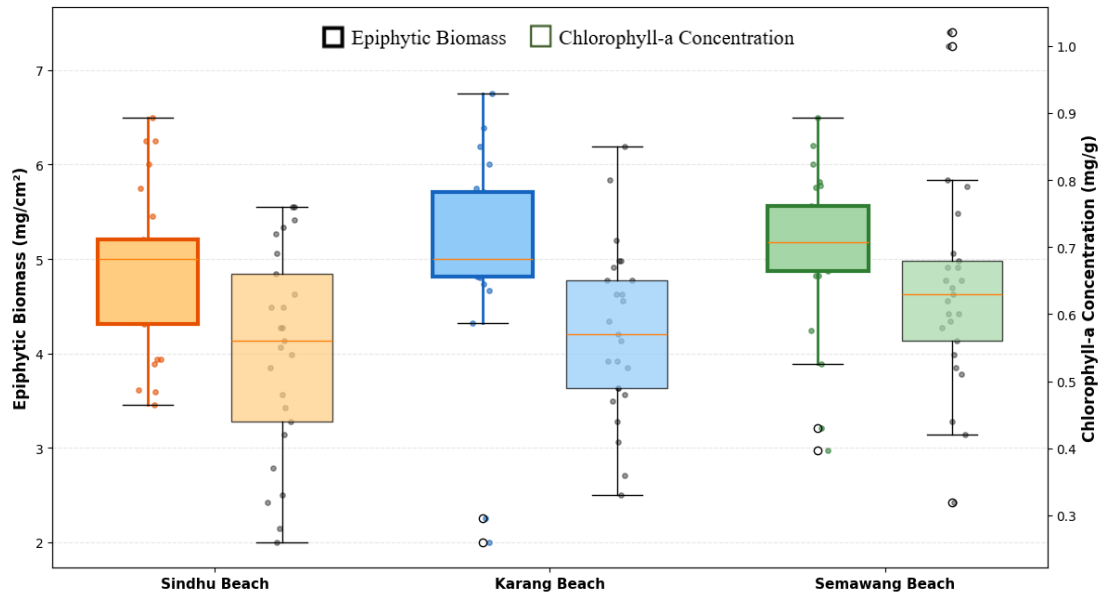 Epiphytic Biomass
Chlorophyll-a Concentration
Epiphytic Biomass (mg/cm²)
7
6
5
4
3
2
Chlorophyll-a Concentration (mg/g)
1.0
0.9
0.8
0.7
0.6
0.5
0.4
0.3
Sindhu Beach
Karang Beach
Semawang Beach